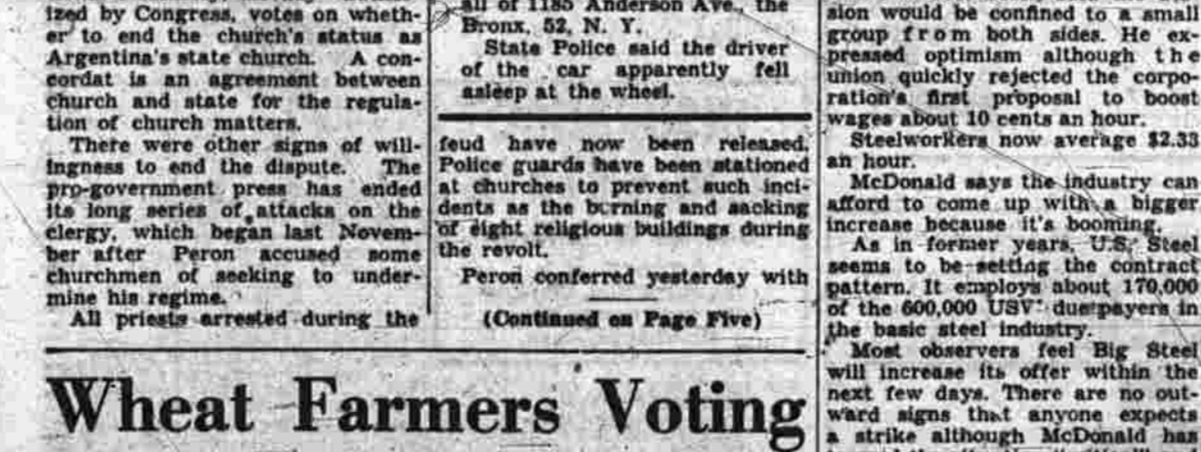 ized by Congress, votes on wheth-
er to end the church's status as
Argentina's state church. A con-
cordat is an agreement between
church and state for the regula-
tion of church matters.
There were other signs of will-
ingness to end the dispute. The
pro-government press has ended
its long series of attacks on the
clergy, which began last Novem-
ber after Peron accused some
churchmen of seeking to under-
mine his regime.
All priests arrested during the
all of 1185 Anderson Ave., the
Bronx, 52, N. Y.
State Police said the driver
of the car apparently fell
asleep at the wheel.
feud have now been released.
Police guards have been stationed
at churches to prevent such inci-
dents as the burning and sacking
of eight religious buildings during
the revolt.
Peron conferred yesterday with
(Continued on Page Five)
Wheat Farmers Voting
sion would be confined to a small
group from both sides. He ex-
pressed optimism although the
union quickly rejected the corpo-
ration's first proposal to boost
wages about 10 cents an hour.
Steelworkers now average $2.33
an hour.
McDonald says the industry can
afford to come up with a bigger
increase because it's booming.
As in former years, U.S. Steel
seems to be setting the contract
pattern. It employs about 170,000
of the 600,000 USW duespayers in
the basic steel industry.
Most observers feel Big Steel
will increase its offer within the
next few days. There are no out-
ward signs that anyone expects
a strike although McDonald has